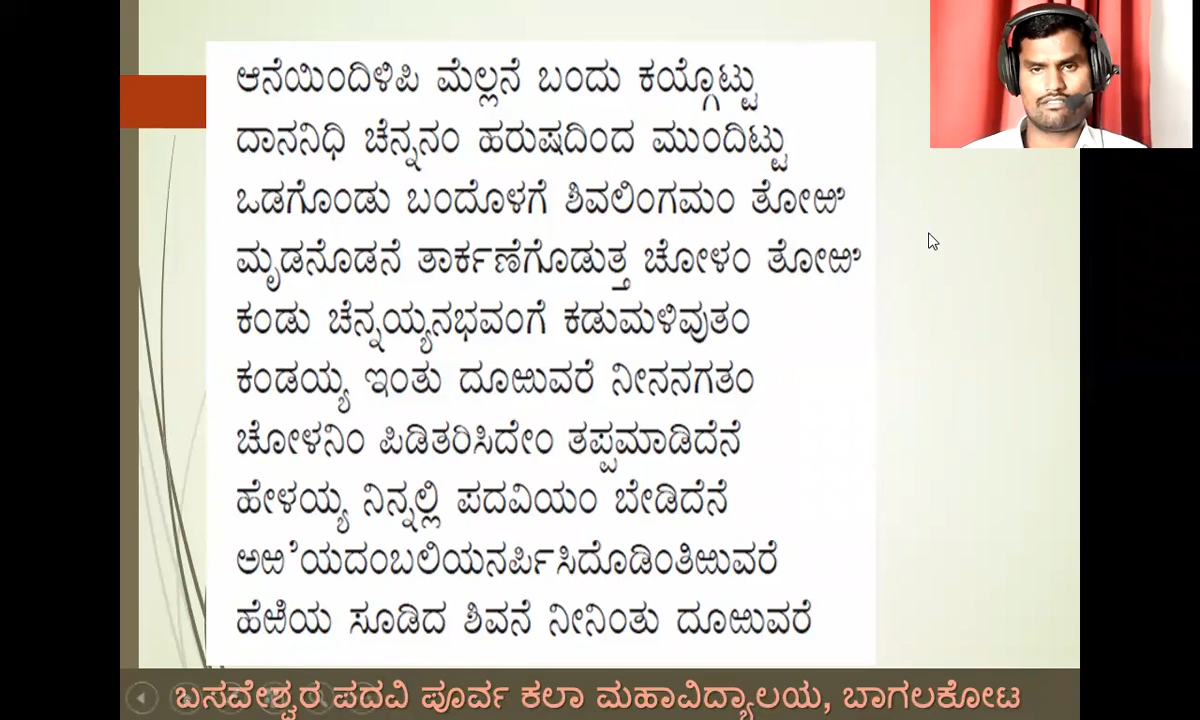 ಆನೆಯಿಂದಿಳಿಪಿ ಮೆಲ್ಲನೆ ಬಂದು ಕಯ್ಗೊಟ್ಟು
ದಾನನಿಧಿ ಚೆನ್ನನಂ ಹರುಷದಿಂದ ಮುಂದಿಟ್ಟು
ಒಡಗೊಂಡು ಬಂದೊಳಗೆ ಶಿವಲಿಂಗಮಂ ತೋಱಿ
ಮೃಡನೊಡನೆ ತಾರ್ಕಣೆಗೊಡುತ್ತ ಚೋಳಂ ತೋಱಿ
ಕಂಡು ಚೆನ್ನಯ್ಯನಭವಂಗೆ ಕಡುಮಳಿವುತಂ
ಕಂಡಯ್ಯ ಇಂತು ದೂಱುವರೆ ನೀನನಗತಂ
ಚೋಳನಿಂ ಪಿಡಿತರಿಸಿದೇಂ ತಪ್ಪಮಾಡಿದೆನೆ
ಹೇಳಯ್ಯ ನಿನ್ನಲ್ಲಿ ಪದವಿಯಂ ಬೇಡಿದೆನೆ
ಅಱಿಯದಂಬಲಿಯನರ್ಪಿಸಿದೊಡಿಂತಿಱುವರೆ
ಹೆಱೆಯ ಸೂಡಿದ ಶಿವನೆ ನೀನಿಂತು ದೂಱುವರೆ
ಬಸವೇಶ್ವರ ಪದವಿ ಪೂರ್ವ ಕಲಾ ಮಹಾವಿದ್ಯಾಲಯ, ಬಾಗಲಕೋಟ